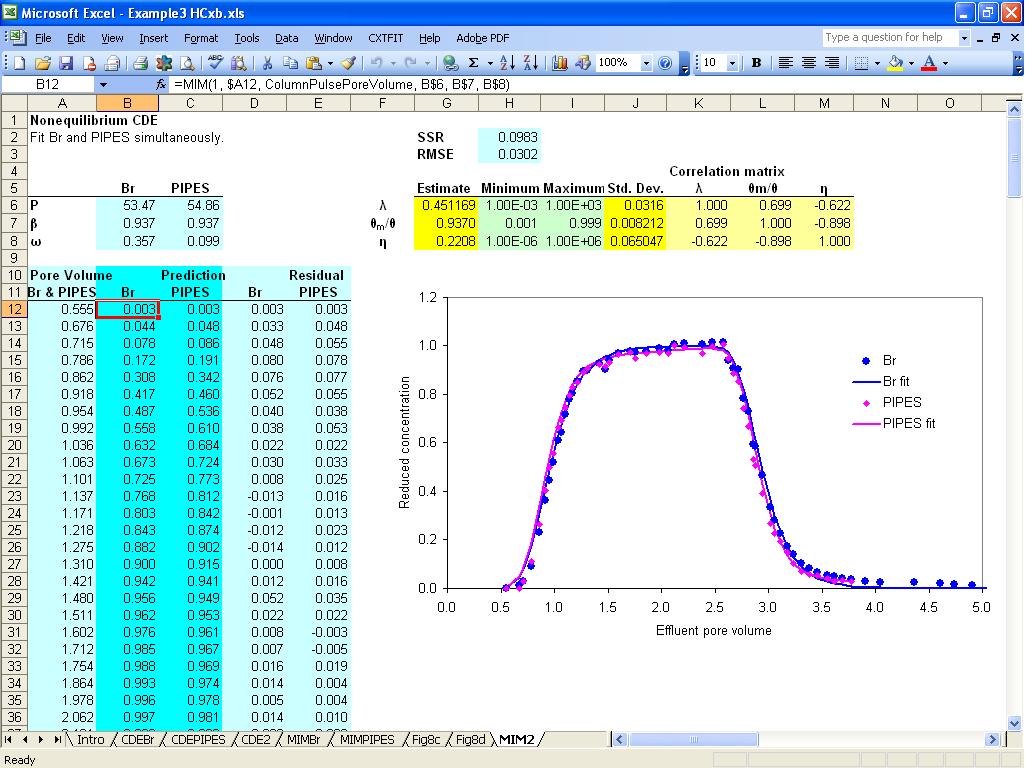 Microsoft Excel - Example3 HCxb.xls
File Edit View Insert Format Tools Data Window CXTFIT Help Adobe PDF Type a question for help
100% 10 B
B12 fx =MIM(1, $A12, ColumnPulsePoreVolume, B$6, B$7, B$8)
A B C D E F G H I J K L M N O
1 Nonequilibrium CDE
2 Fit Br and PIPES simultaneously. SSR 0.0983
3 RMSE 0.0302
4 Correlation matrix
5 Br PIPES Estimate Minimum Maximum Std. Dev. λ θm/θ η
6 P 53.47 54.86 λ 0.451169 1.00E-03 1.00E+03 0.0316 1.000 0.699 -0.622
7 β 0.937 0.937 θm/θ 0.9370 0.001 0.999 0.008212 0.699 1.000 -0.898
8 ω 0.357 0.099 η 0.2208 1.00E-06 1.00E+06 0.065047 -0.622 -0.898 1.000
9
10 Pore Volume Prediction Residual
11 Br & PIPES Br PIPES Br PIPES
12 0.555 0.003 0.003 0.003 0.003
13 0.676 0.044 0.048 0.033 0.048
14 0.715 0.078 0.086 0.048 0.055
15 0.786 0.172 0.191 0.080 0.078
16 0.862 0.308 0.342 0.076 0.077
17 0.918 0.417 0.460 0.052 0.055
18 0.954 0.487 0.536 0.040 0.038
19 0.992 0.558 0.610 0.038 0.053
20 1.036 0.632 0.684 0.022 0.022
21 1.063 0.673 0.724 0.030 0.033
22 1.101 0.725 0.773 0.008 0.025
23 1.137 0.768 0.812 -0.013 0.016
24 1.171 0.803 0.842 -0.001 0.013
25 1.218 0.843 0.874 -0.012 0.023
26 1.275 0.882 0.902 -0.014 0.012
27 1.310 0.900 0.915 0.000 0.008
28 1.421 0.942 0.941 0.012 0.016
29 1.480 0.956 0.949 0.052 0.035
30 1.511 0.962 0.953 0.022 0.022
31 1.602 0.976 0.961 0.008 -0.003
32 1.712 0.985 0.967 0.007 -0.005
33 1.754 0.988 0.969 0.016 0.019
34 1.864 0.993 0.974 0.014 0.004
35 1.978 0.996 0.978 0.005 0.004
36 2.062 0.997 0.981 0.014 0.010
1.2
1.0
0.8
0.6
0.4
0.2
0.0
Reduced concentration
0.0 0.5 1.0 1.5 2.0 2.5 3.0 3.5 4.0 4.5 5.0
Effluent pore volume
Br
Br fit
PIPES
PIPES fit
Intro CDEBr CDEPIPES CDE2 MIMBr MIMPIPES Fig8c Fig8d MIM2
Ready